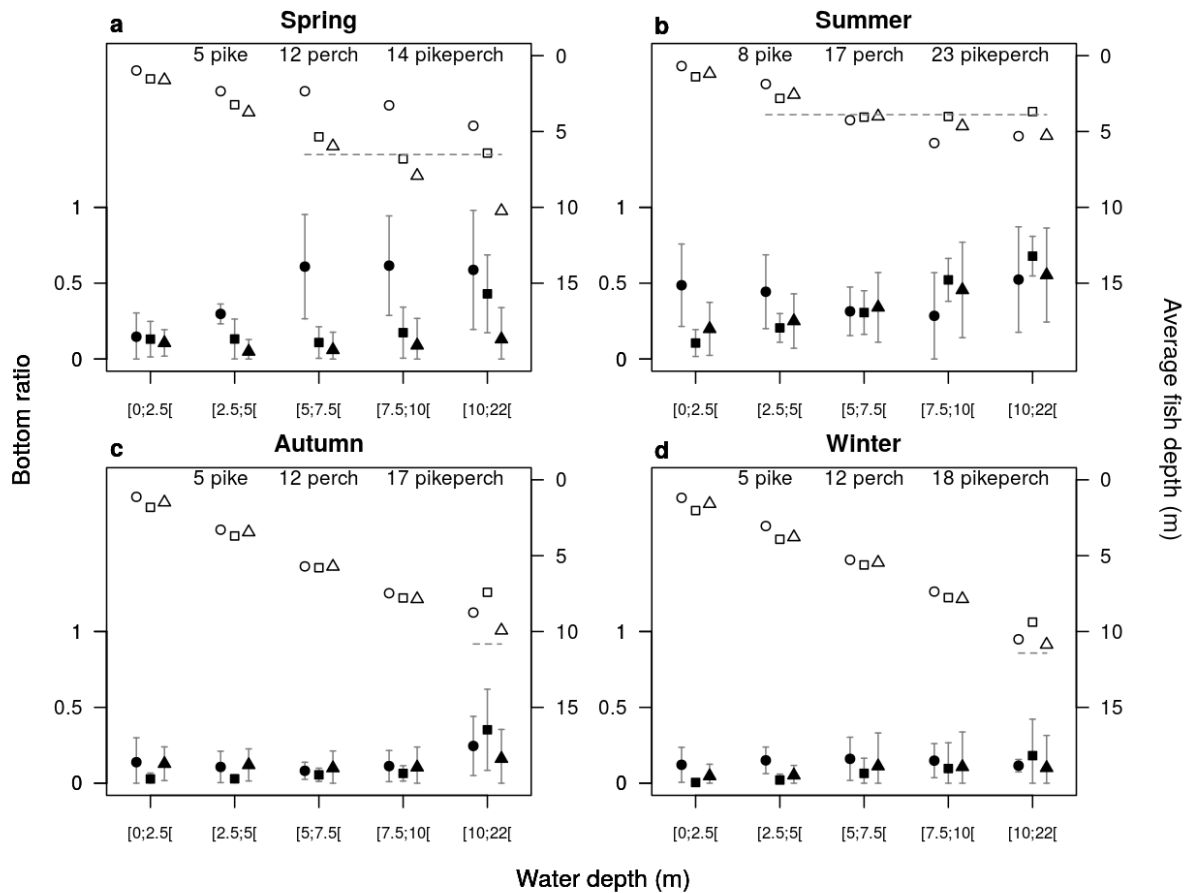 a Spring
5 pike 12 perch 14 pikeperch
0
5
10
15
1
0.5
0
[0;2.5[ [2.5;5[ [5;7.5[ [7.5;10[ [10;22[
b Summer
8 pike 17 perch 23 pikeperch
0
5
10
15
1
0.5
0
[0;2.5[ [2.5;5[ [5;7.5[ [7.5;10[ [10;22[
c Autumn
5 pike 12 perch 17 pikeperch
0
5
10
15
1
0.5
0
[0;2.5[ [2.5;5[ [5;7.5[ [7.5;10[ [10;22[
d Winter
5 pike 12 perch 18 pikeperch
0
5
10
15
1
0.5
0
[0;2.5[ [2.5;5[ [5;7.5[ [7.5;10[ [10;22[
Bottom ratio
Average fish depth (m)
Water depth (m)